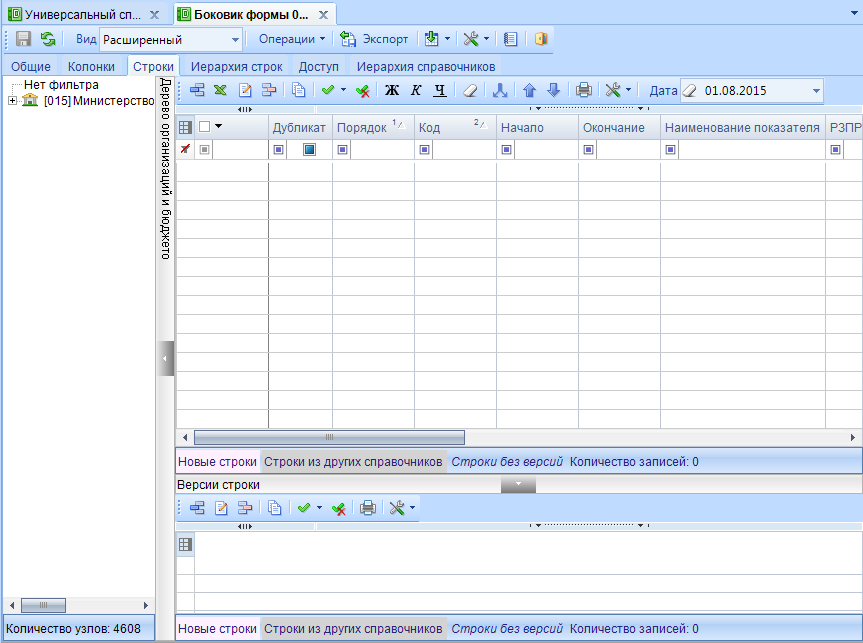 Универсальный сп... Боковик формы 0...
Вид Расширенный Операции Экспорт
Общие Колонки Строки Иерархия строк Доступ Иерархия справочников
Нет фильтра
[015] Министерство
Дерево организаций и бюджето
Ж К Ч Дата 01.08.2015
Дубликат Порядок 1 Код 2 Начало Окончание Наименование показателя РЗПР
Новые строки Строки из других справочников Строки без версий Количество записей: 0
Версии строки
Новые строки Строки из других справочников Строки без версий Количество записей: 0
Количество узлов: 4608